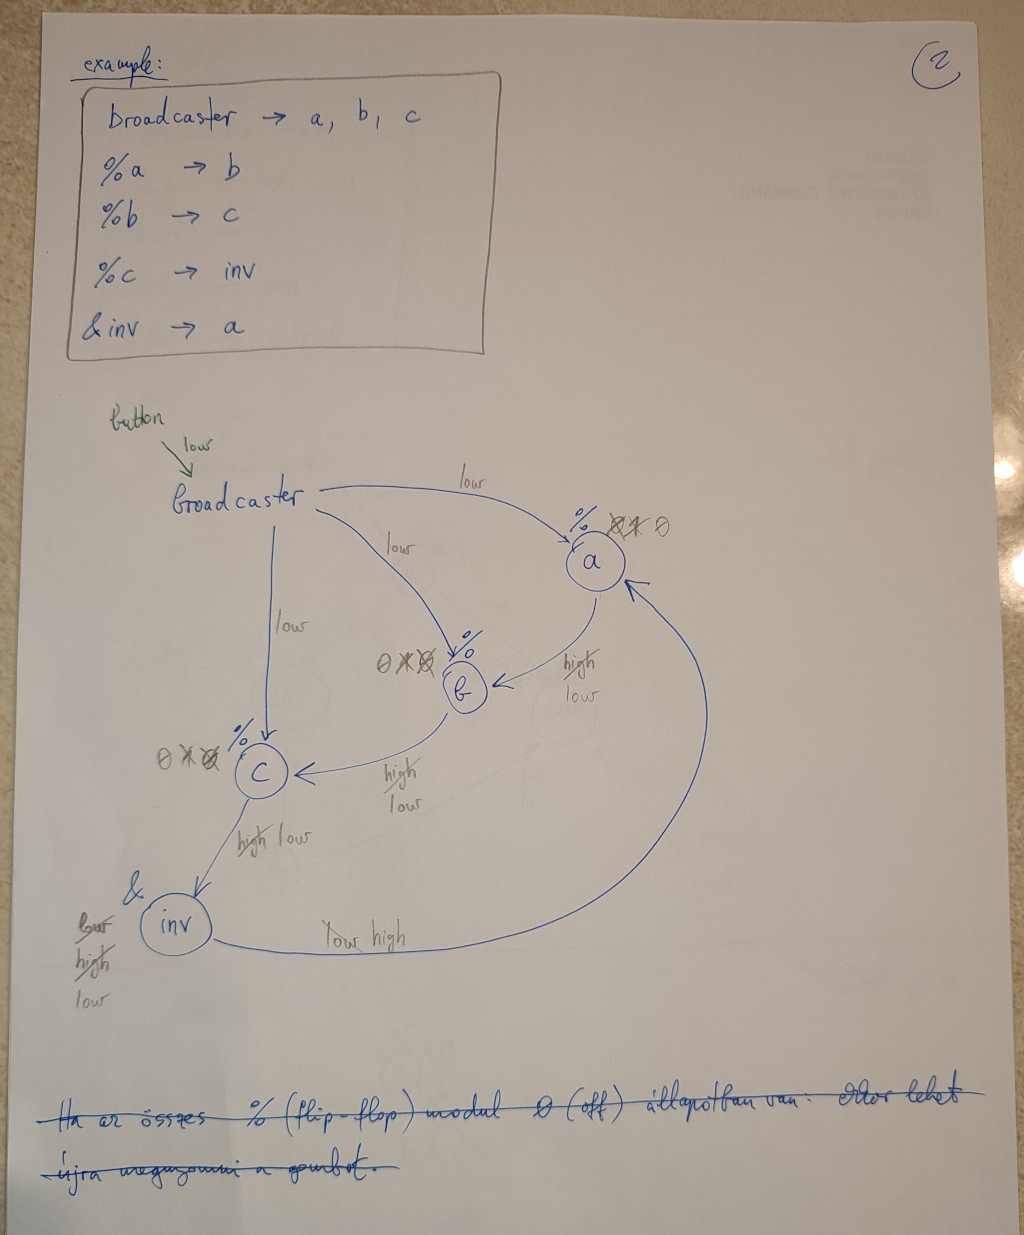 example:
2
broadcaster → a, b, c
%a → b
%b → c
%c → inv
&inv → a
button
low
broadcaster
low
low
low
% 0 1 0
a
0 1 0 %
b
high
low
0 1 0 %
c
high
low
high low
&
inv
low
high
low
low high
Ha az összes % (flip-flop) modul 0 (off) állapotban van: ekkor lehet
újra megnyomni a gombot.